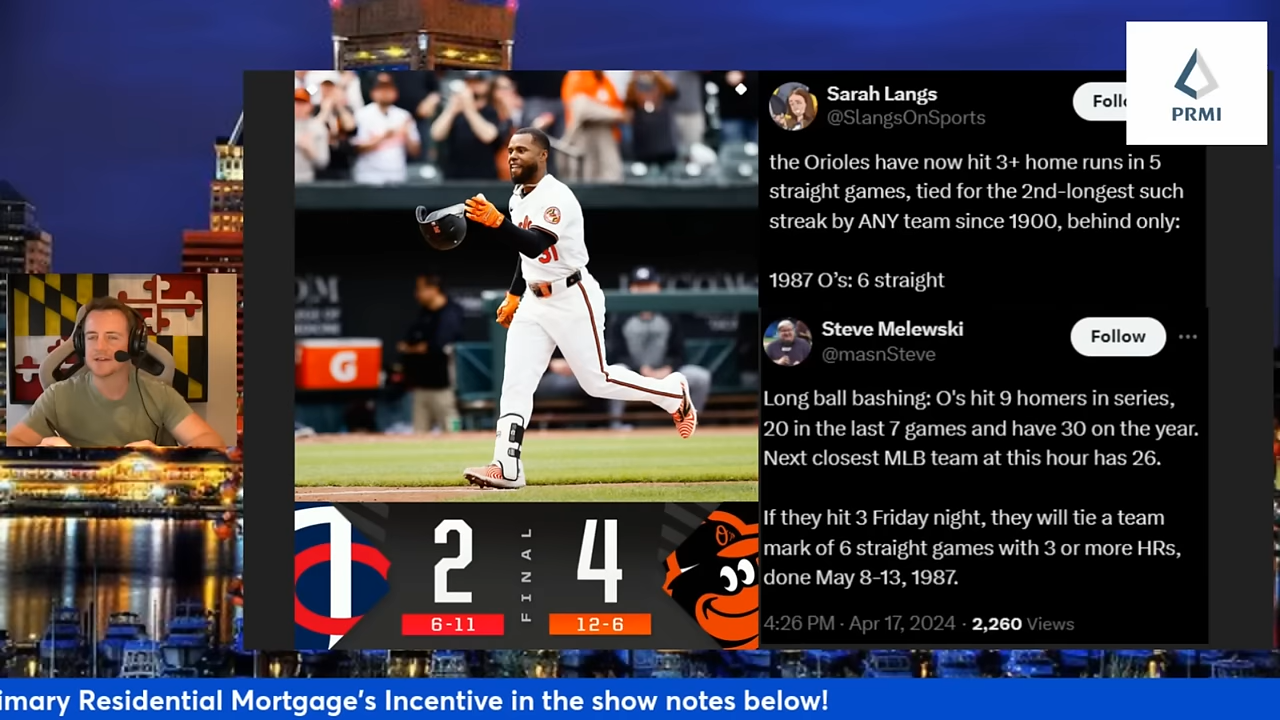 PRMI
Sarah Langs
Foll
@SlangsOnSports
the Orioles have now hit 3+ home runs in 5
straight games, tied for the 2nd-longest such
streak by ANY team since 1900, behind only:
1987 O's: 6 straight
Steve Melewski
Follow
@masnSteve
Long ball bashing: O's hit 9 homers in series,
20 in the last 7 games and have 30 on the year.
Next closest MLB team at this hour has 26.
If they hit 3 Friday night, they will tie a team
mark of 6 straight games with 3 or more HRs,
done May 8-13, 1987.
4:26 PM · Apr 17, 2024 · 2,260 Views
G
31
2
FINAL
4
6-11
12-6
imary Residential Mortgage's Incentive in the show notes below!